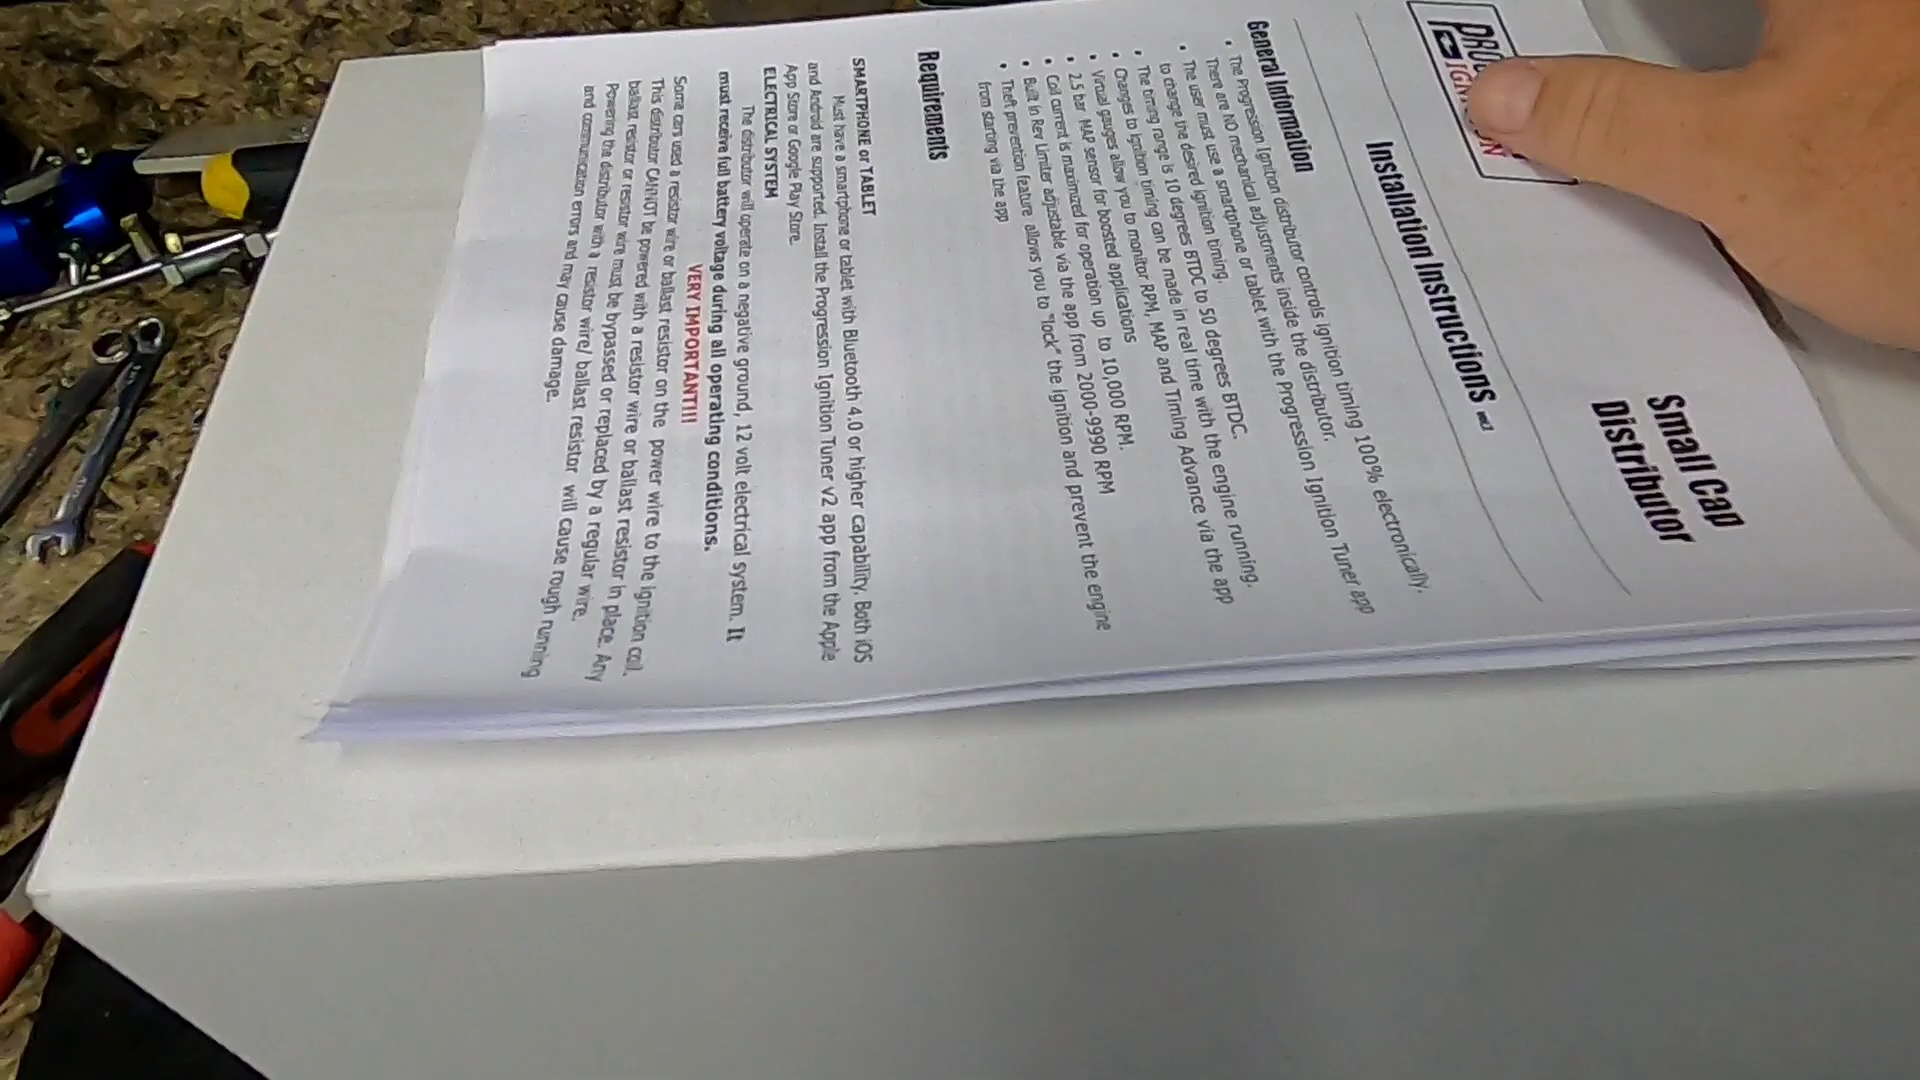 Small Cap
Distributor
Installation Instructions
General Information
• The Progression Ignition distributor controls ignition timing 100% electronically.
There are NO mechanical adjustments inside the distributor.
• The user must use a smartphone or tablet with the Progression Ignition Tuner app
to change the desired ignition timing.
• The timing range is 10 degrees BTDC to 50 degrees BTDC.
• Changes to ignition timing can be made in real time with the engine running.
• Virtual gauges allow you to monitor RPM, MAP and Timing Advance via the app
• 2.5 bar MAP sensor for boosted applications
• Coil current is maximized for operation up to 10,000 RPM.
• Built in Rev Limiter adjustable via the app from 2000-9990 RPM
• Theft prevention feature allows you to "lock" the ignition and prevent the engine
from starting via the app
Requirements
SMARTPHONE or TABLET
Must have a smartphone or tablet with Bluetooth 4.0 or higher capability. Both iOS
and Android are supported. Install the Progression Ignition Tuner v2 app from the Apple
App Store or Google Play Store.
ELECTRICAL SYSTEM
The distributor will operate on a negative ground, 12 volt electrical system. It
must receive full battery voltage during all operating conditions.
VERY IMPORTANT!!!
Some cars used a resistor wire or ballast resistor on the power wire to the ignition coil.
This distributor CANNOT be powered with a resistor wire or ballast resistor in place. Any
ballast resistor or resistor wire must be bypassed or replaced by a regular wire.
Powering the distributor with a resistor wire/ ballast resistor will cause rough running
and communication errors and may cause damage.